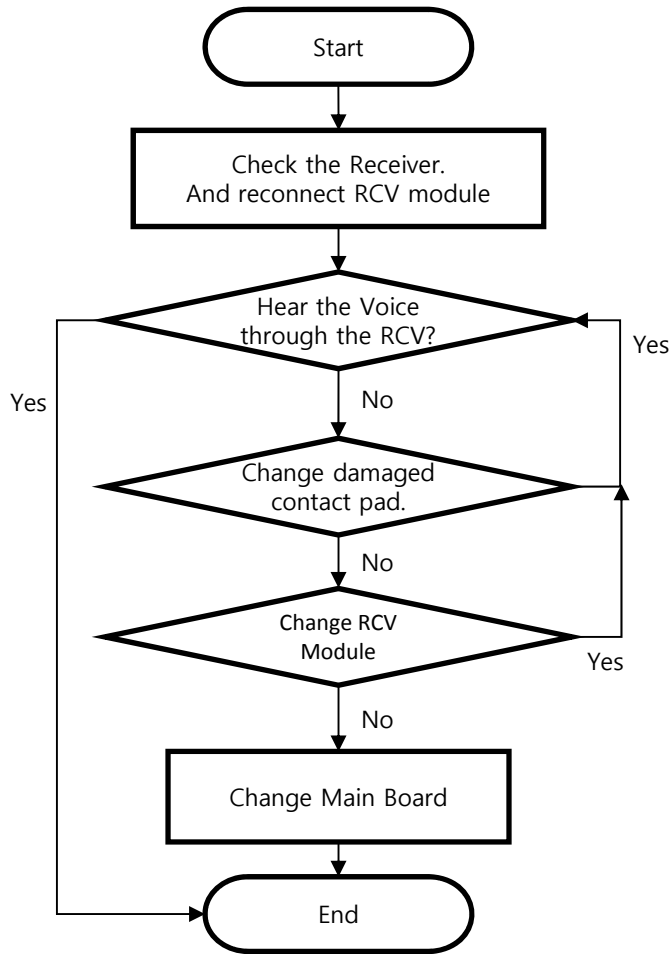 Start
Check the Receiver.
And reconnect RCV module
Hear the Voice
through the RCV?
Yes
Yes
No
Change damaged
contact pad.
No
Change RCV
Module
Yes
No
Change Main Board
End